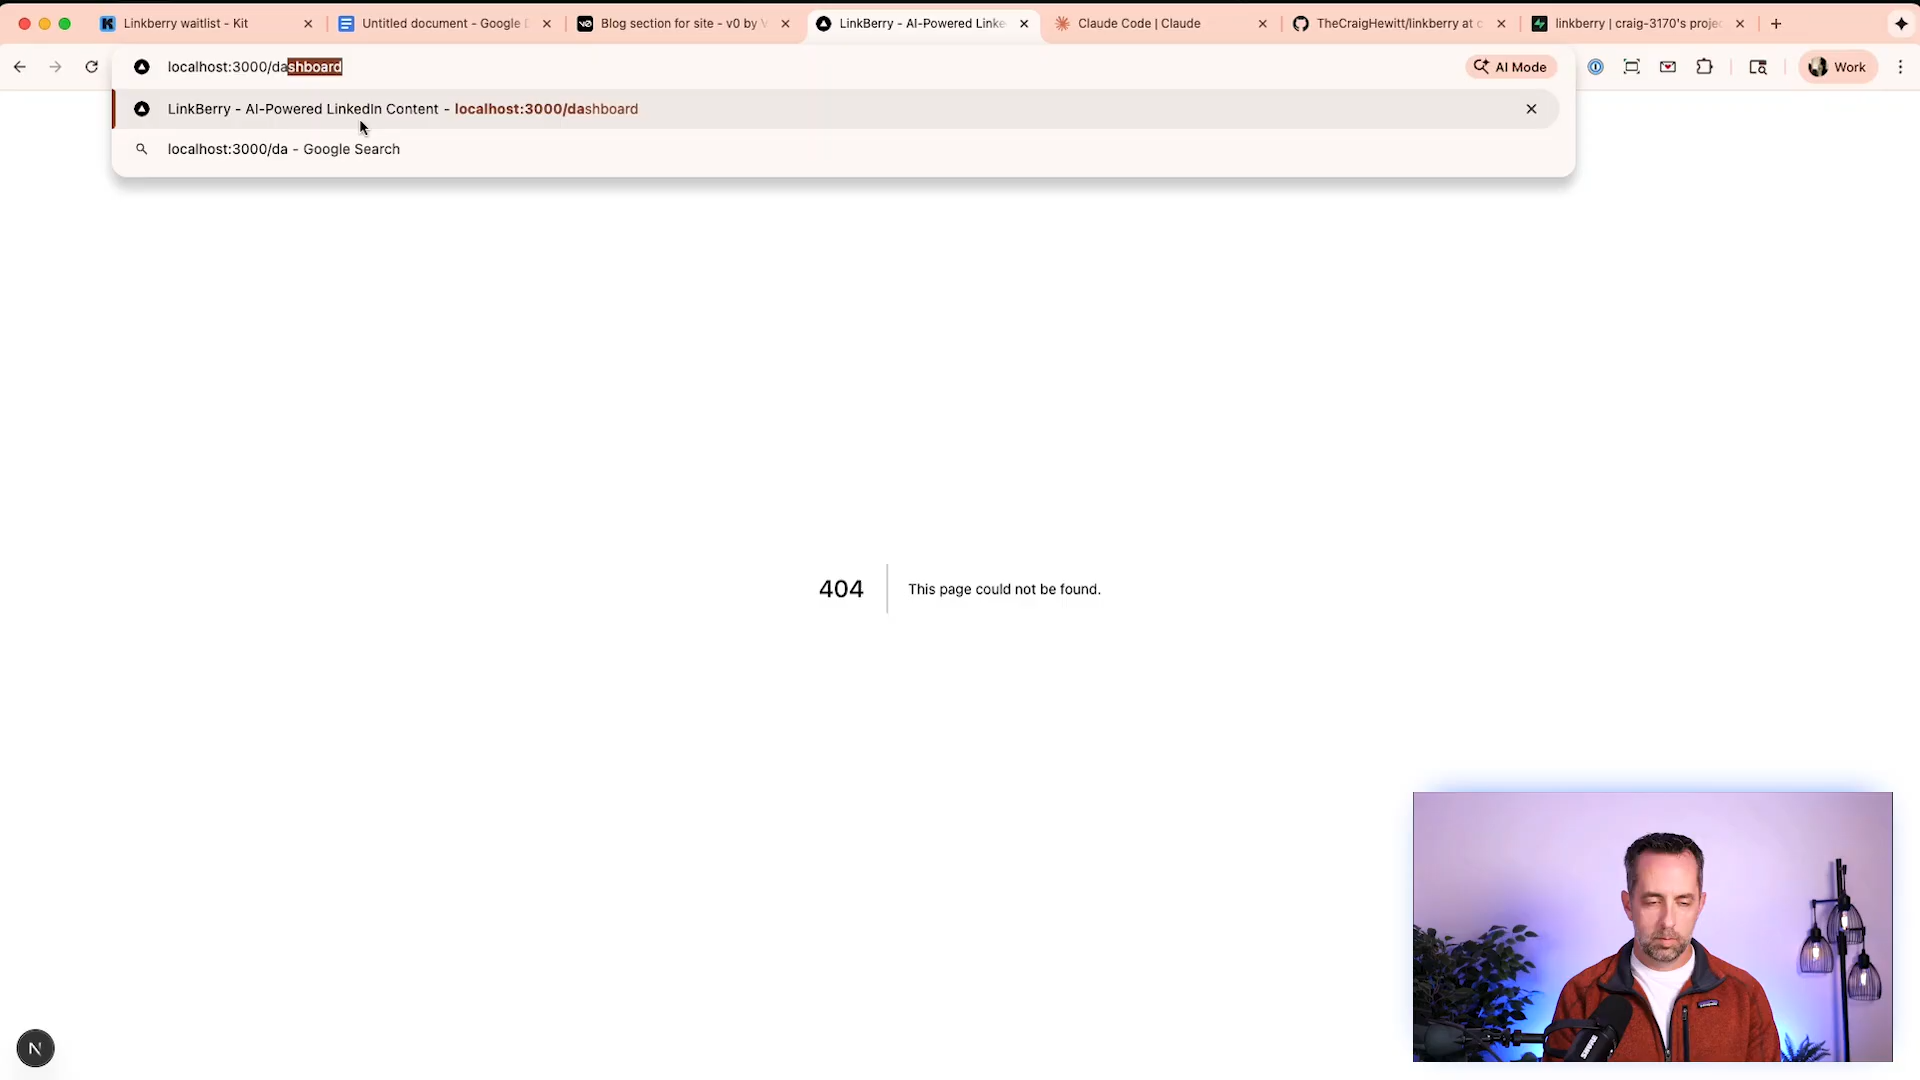 Linkberry waitlist - Kit
Untitled document - Google D
Blog section for site - v0 by V
LinkBerry - AI-Powered Linke
Claude Code | Claude
TheCraigHewitt/linkberry at c
linkberry | craig-3170's projec
localhost:3000/dashboard
AI Mode
Work
LinkBerry - AI-Powered LinkedIn Content - localhost:3000/dashboard
localhost:3000/da - Google Search
404
This page could not be found.
N